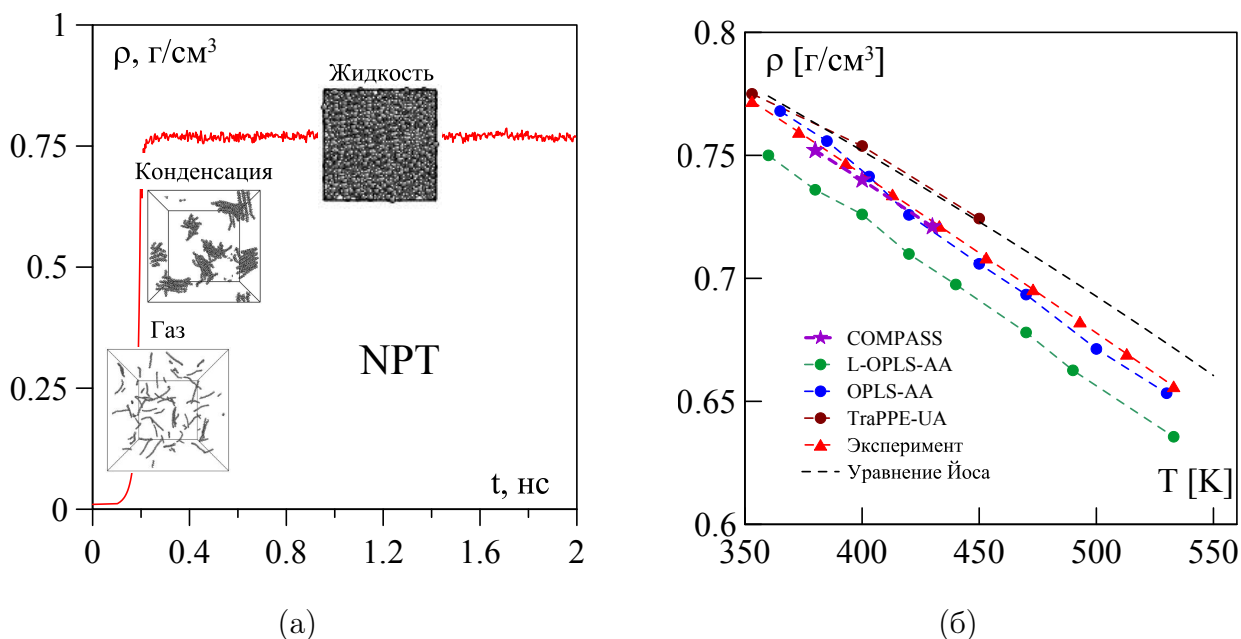 1
ρ, г/см³
Жидкость
0.75
Конденсация
0.5
Газ
NPT
0.25
t, нс
0
0
0.4
0.8
1.2
1.6
2
(а)
0.8
ρ [г/см³]
0.75
0.7
COMPASS
L-OPLS-AA
OPLS-AA
0.65
TraPPE-UA
Эксперимент
Уравнение Йоса
T [K]
0.6
350
400
450
500
550
(б)